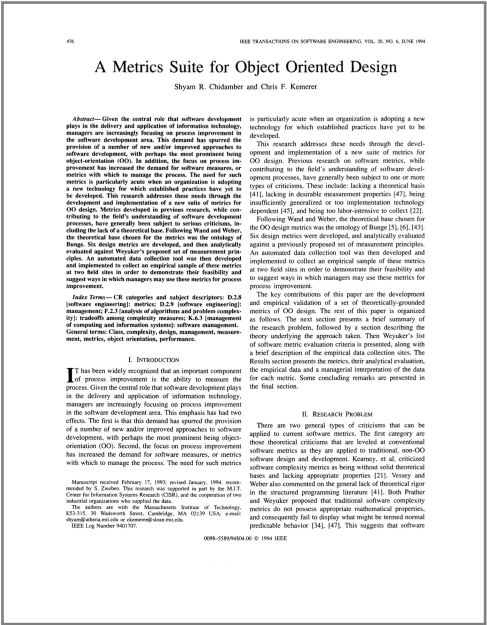 476
IEEE TRANSACTIONS ON SOFTWARE ENGINEERING, VOL. 20, NO. 6, JUNE 1994
A Metrics Suite for Object Oriented Design
Shyam R. Chidamber and Chris F. Kemerer
Abstract—Given the central role that software development
plays in the delivery and application of information technology,
managers are increasingly focusing on process improvement in
the software development area. This demand has spurred the
provision of a number of new and/or improved approaches to
software development, with perhaps the most prominent being
object-orientation (OO). In addition, the focus on process im-
provement has increased the demand for software measures, or
metrics with which to manage the process. The need for such
metrics is particularly acute when an organization is adopting
a new technology for which established practices have yet to
be developed. This research addresses these needs through the
development and implementation of a new suite of metrics for
OO design. Metrics developed in previous research, while con-
tributing to the field's understanding of software development
processes, have generally been subject to serious criticisms, in-
cluding the lack of a theoretical base. Following Wand and Weber,
the theoretical base chosen for the metrics was the ontology of
Bunge. Six design metrics are developed, and then analytically
evaluated against Weyuker's proposed set of measurement prin-
ciples. An automated data collection tool was then developed
and implemented to collect an empirical sample of these metrics
at two field sites in order to demonstrate their feasibility and
suggest ways in which managers may use these metrics for process
improvement.
Index Terms—CR categories and subject descriptors: D.2.8
[software engineering]: metrics; D.2.9 [software engineering]:
management; F.2.3 [analysis of algorithms and problem complex-
ity]: tradeoffs among complexity measures; K.6.3 [management
of computing and information systems]: software management.
General terms: Class, complexity, design, management, measure-
ment, metrics, object orientation, performance.
I. INTRODUCTION
IT has been widely recognized that an important component
of process improvement is the ability to measure the
process. Given the central role that software development plays
in the delivery and application of information technology,
managers are increasingly focusing on process improvement
in the software development area. This emphasis has had two
effects. The first is that this demand has spurred the provision
of a number of new and/or improved approaches to software
development, with perhaps the most prominent being object-
orientation (OO). Second, the focus on process improvement
has increased the demand for software measures, or metrics
with which to manage the process. The need for such metrics
Manuscript received February 17, 1993; revised January, 1994. recom-
mended by S. Zweben. This research was supported in part by the M.I.T.
Center for Information Systems Research (CISR), and the cooperation of two
industrial organizations who supplied the data.
The authors are with the Massachusetts Institute of Technology,
E53-315, 30 Wadsworth Street, Cambridge, MA 02139 USA; e-mail:
shyam@athena.mit.edu or ckemerer@sloan.mit.edu.
IEEE Log Number 9401707.
is particularly acute when an organization is adopting a new
technology for which established practices have yet to be
developed.
This research addresses these needs through the devel-
opment and implementation of a new suite of metrics for
OO design. Previous research on software metrics, while
contributing to the field's understanding of software devel-
opment processes, have generally been subject to one or more
types of criticisms. These include: lacking a theoretical basis
[41], lacking in desirable measurement properties [47], being
insufficiently generalized or too implementation technology
dependent [45], and being too labor-intensive to collect [22].
Following Wand and Weber, the theoretical base chosen for
the OO design metrics was the ontology of Bunge [5], [6], [43].
Six design metrics were developed, and analytically evaluated
against a previously proposed set of measurement principles.
An automated data collection tool was then developed and
implemented to collect an empirical sample of these metrics
at two field sites in order to demonstrate their feasibility and
to suggest ways in which managers may use these metrics for
process improvement.
The key contributions of this paper are the development
and empirical validation of a set of theoretically-grounded
metrics of OO design. The rest of this paper is organized
as follows. The next section presents a brief summary of
the research problem, followed by a section describing the
theory underlying the approach taken. Then Weyuker's list
of software metric evaluation criteria is presented, along with
a brief description of the empirical data collection sites. The
Results section presents the metrics, their analytical evaluation,
the empirical data and a managerial interpretation of the data
for each metric. Some concluding remarks are presented in
the final section.
II. RESEARCH PROBLEM
There are two general types of criticisms that can be
applied to current software metrics. The first category are
those theoretical criticisms that are leveled at conventional
software metrics as they are applied to traditional, non-OO
software design and development. Kearney, et al. criticized
software complexity metrics as being without solid theoretical
bases and lacking appropriate properties [21]. Vessey and
Weber also commented on the general lack of theoretical rigor
in the structured programming literature [41]. Both Prather
and Weyuker proposed that traditional software complexity
metrics do not possess appropriate mathematical properties,
and consequently fail to display what might be termed normal
predictable behavior [34], [47]. This suggests that software
0098-5589/94$04.00 © 1994 IEEE